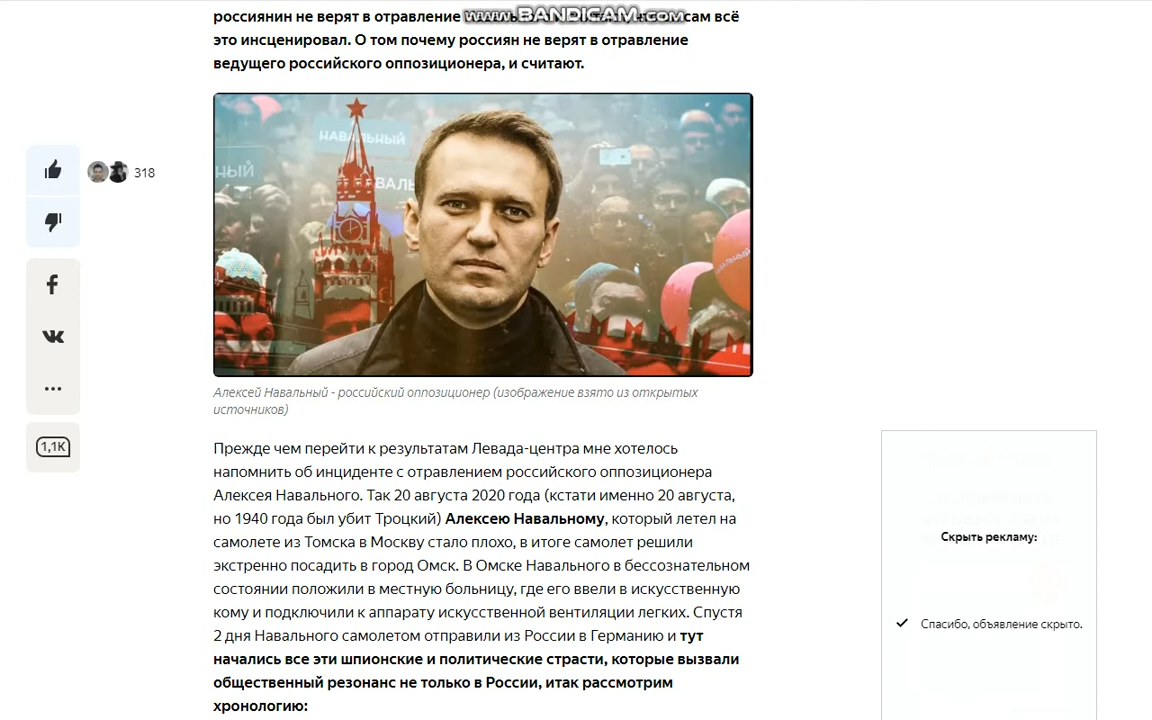 www.BANDICAM.com
россиянин не верят в отравление сам всё
это инсценировал. О том почему россиян не верят в отравление
ведущего российского оппозиционера, и считают.
НАВАЛЬНЫЙ
НЫЙ
НАВАЛЬ
318
1,1K
Алексей Навальный - российский оппозиционер (изображение взято из открытых
источников)
Прежде чем перейти к результатам Левада-центра мне хотелось
напомнить об инциденте с отравлением российского оппозиционера
Алексея Навального. Так 20 августа 2020 года (кстати именно 20 августа,
но 1940 года был убит Троцкий) Алексею Навальному, который летел на
самолете из Томска в Москву стало плохо, в итоге самолет решили
экстренно посадить в город Омск. В Омске Навального в бессознательном
состоянии положили в местную больницу, где его ввели в искусственную
кому и подключили к аппарату искусственной вентиляции легких. Спустя
2 дня Навального самолетом отправили из России в Германию и тут
начались все эти шпионские и политические страсти, которые вызвали
общественный резонанс не только в России, итак рассмотрим
хронологию:
Скрыть рекламу:
Спасибо, объявление скрыто.